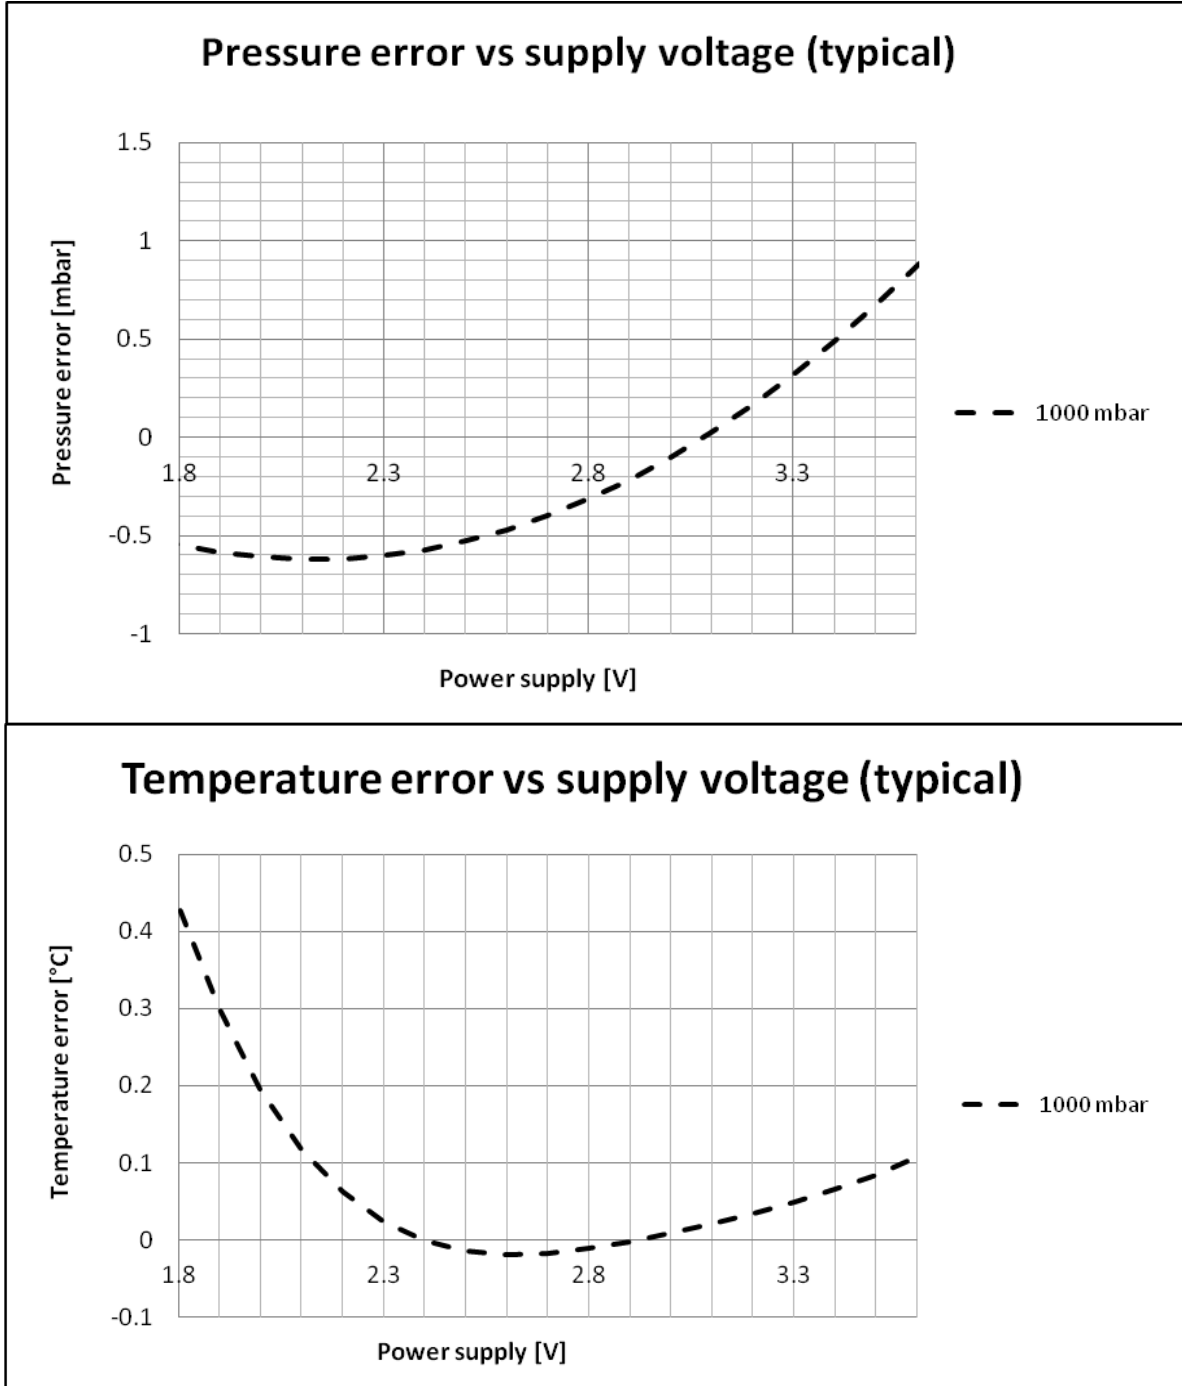 Pressure error vs supply voltage (typical)
1.5
1
0.5
0
-0.5
-1
1.8
2.3
2.8
3.3
Pressure error [mbar]
Power supply [V]
1000 mbar
Temperature error vs supply voltage (typical)
0.5
0.4
0.3
0.2
0.1
0
-0.1
1.8
2.3
2.8
3.3
Temperature error [°C]
Power supply [V]
1000 mbar